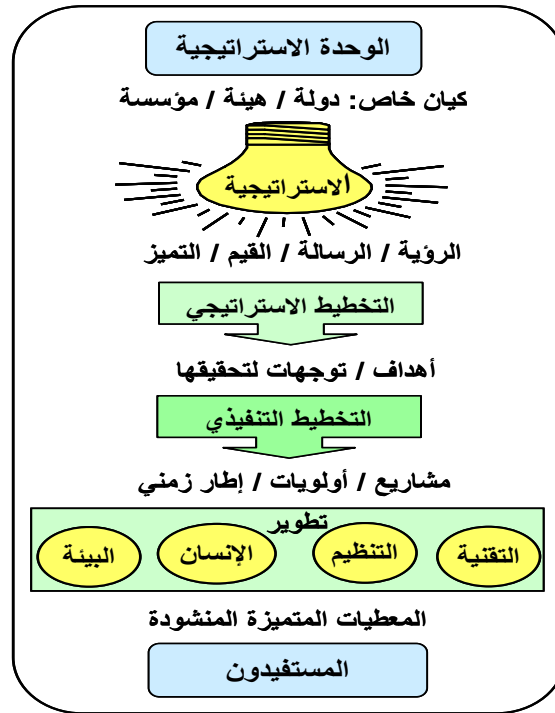 الوحدة الاستراتيجية
كيان خاص: دولة / هيئة / مؤسسة
ألاستراتيجية
الرؤية / الرسالة / القيم / التميز
التخطيط الاستراتيجي
أهداف / توجهات لتحقيقها
التخطيط التنفيذي
مشاريع / أولويات / إطار زمني
تطوير
التقنية التنظيم الإنسان البيئة
المعطيات المتميزة المنشودة
المستفيدون